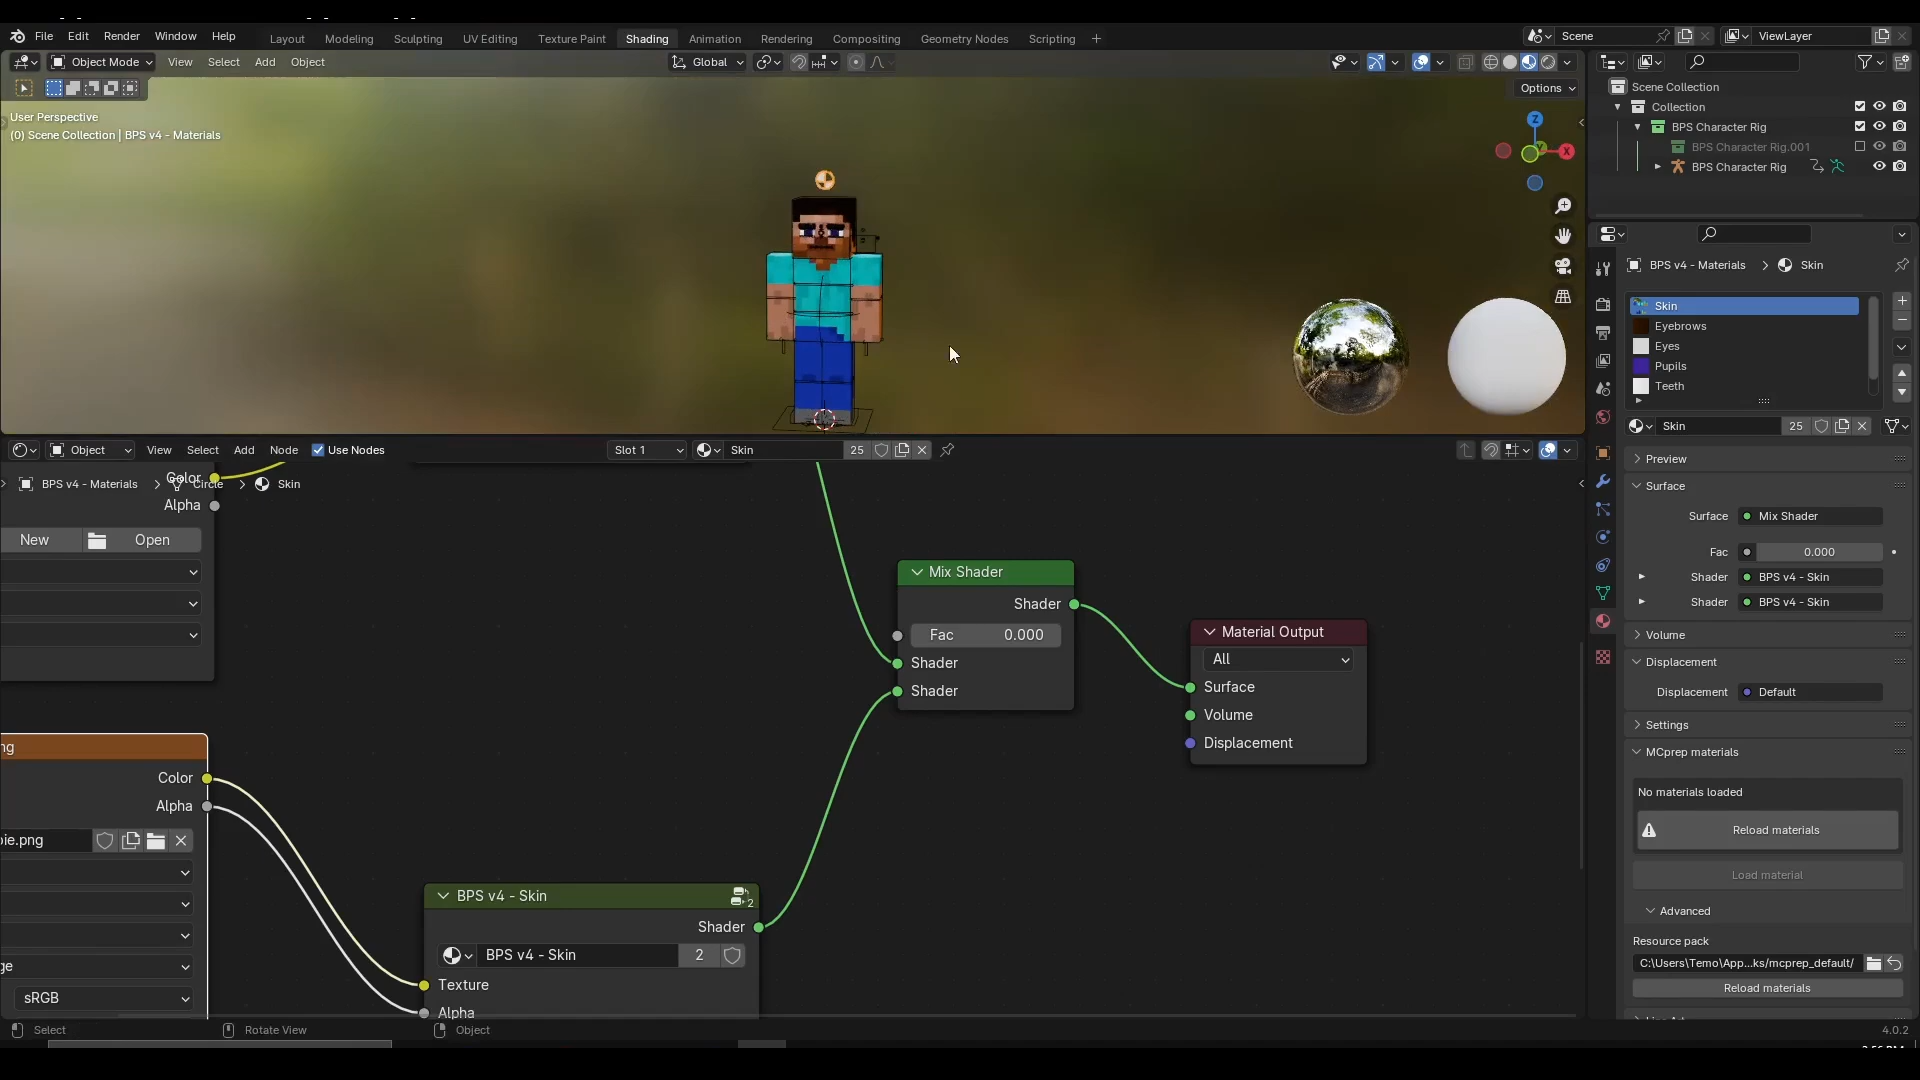 File Edit Render Window Help
Layout Modeling Sculpting UV Editing Texture Paint Shading Animation Rendering Compositing Geometry Nodes Scripting +
Scene
ViewLayer
Object Mode View Select Add Object
Global
Options
User Perspective
(0) Scene Collection | BPS v4 - Materials
Z
Y
X
Scene Collection
Collection
BPS Character Rig
BPS Character Rig.001
BPS Character Rig
BPS v4 - Materials > Skin
Skin
Eyebrows
Eyes
Pupils
Teeth
Skin 25
Preview
Surface
Surface Mix Shader
Fac 0.000
Shader BPS v4 - Skin
Shader BPS v4 - Skin
Volume
Displacement
Displacement Default
Settings
MCprep materials
No materials loaded
Reload materials
Load material
Advanced
Resource pack
C:\Users\Temo\App...ks/mcprep_default/
Reload materials
Object View Select Add Node Use Nodes
Slot 1
Skin 25
BPS v4 - Materials > Circle > Skin
Color
Alpha
New Open
Mix Shader
Shader
Fac 0.000
Shader
Shader
Material Output
All
Surface
Volume
Displacement
ng
Color
Alpha
bie.png
ge
sRGB
BPS v4 - Skin
2
Shader
BPS v4 - Skin 2
Texture
Alpha
Select Rotate View Object
4.0.2